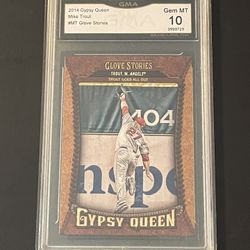 GMA
2014 Gypsy Queen
Mike Trout
#MT Glove Stories
Gem MT
10
GLOVE STORIES
TROUT, M. ANGELS
TROUT GOES ALL OUT
404
nspe
GYPSY QUEEN